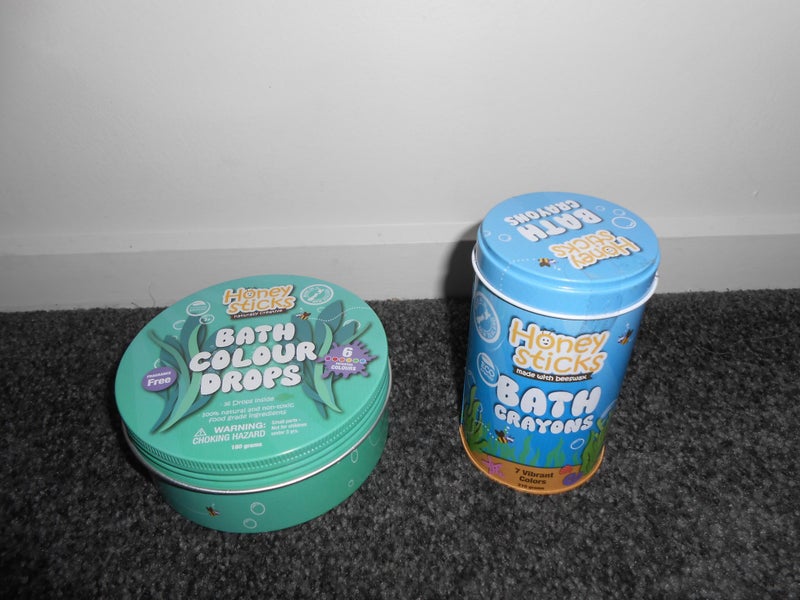 Honey
sticks
naturally creative
BATH
COLOUR
DROPS
FRAGRANCE
Free
6
COLOURS
36 Drops inside
100% natural and non-toxic
Food grade ingredients
WARNING:
CHOKING HAZARD
Small parts
Not for children
under 3 yrs.
180 grams
BATH
CRAYONS
Honey
Sticks
Honey
sticks
made with beeswax
ECO
BATH
CRAYONS
7 Vibrant
Colors